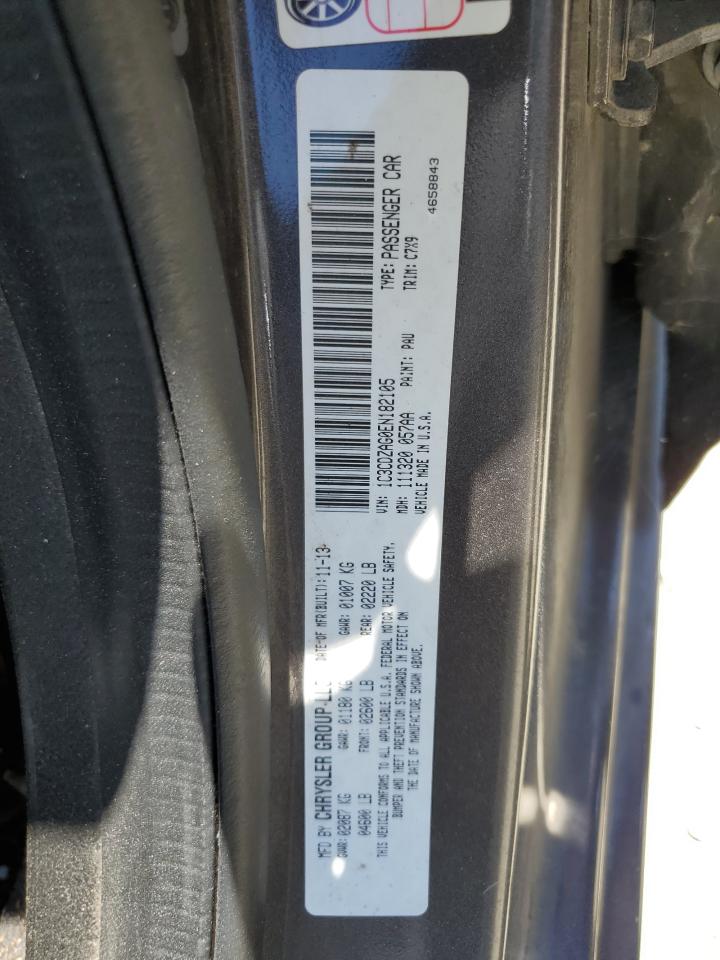 MFD BY CHRYSLER GROUP LLC DATE-OF MFR(BUILT): 11-13
GVWR: 02087 KG GAWR: 01180 KG GAWR: 01007 KG
04600 LB FRONT: 02600 LB REAR: 02220 LB
THIS VEHICLE CONFORMS TO ALL APPLICABLE U.S.A. FEDERAL MOTOR VEHICLE SAFETY,
BUMPER AND THEFT PREVENTION STANDARDS IN EFFECT ON
THE DATE OF MANUFACTURE SHOWN ABOVE.
VIN: 1C3CDZAG0EN182105 TYPE: PASSENGER CAR
MDH: 111320 057AA PAINT: PAU TRIM: C7X9
VEHICLE MADE IN U.S.A.
4658843